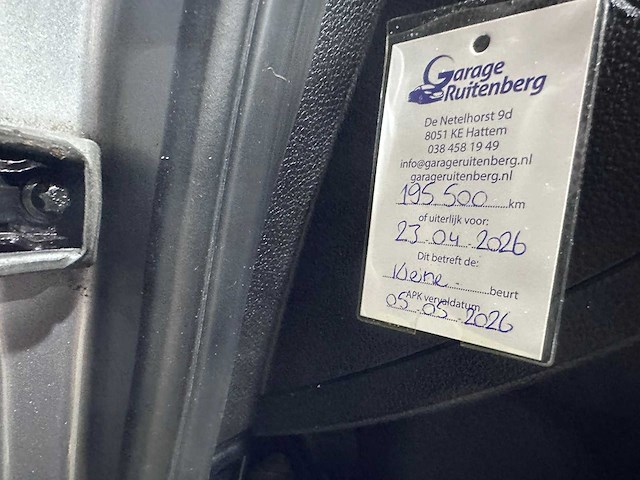 Garage
Ruitenberg
De Netelhorst 9d
8051 KE Hattem
038 458 19 49
info@garageruitenberg.nl
garageruitenberg.nl
195.500 km
of uiterlijk voor:
23.04.2026
Dit betreft de:
Kleine beurt
APK vervaldatum
05-05-2026